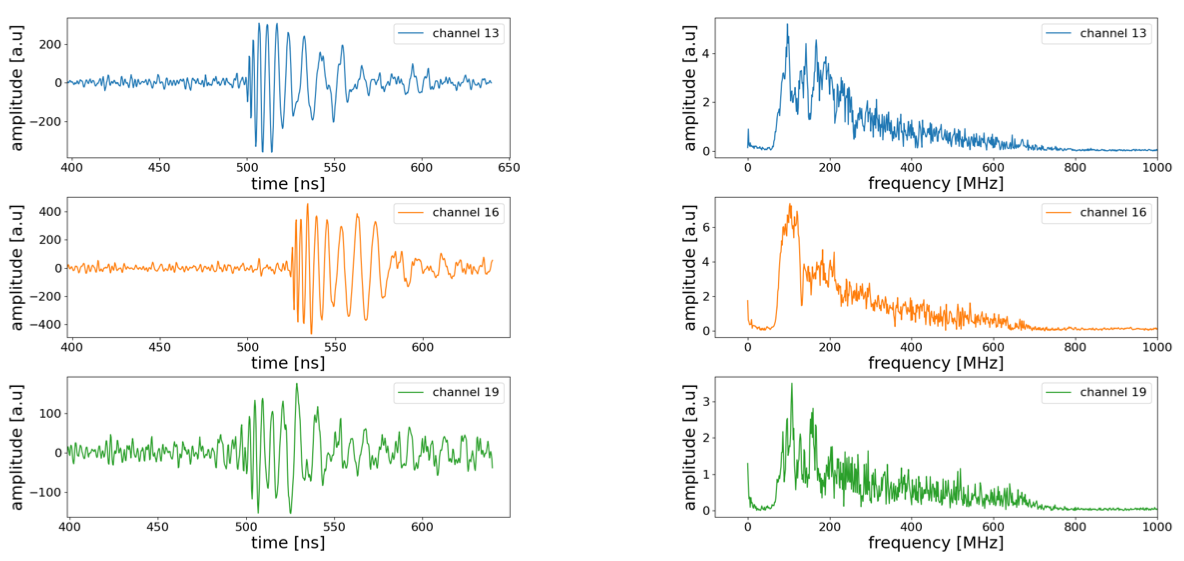 channel 13
amplitude [a.u]
200
0
−200
400 450 500 550 600 650
time [ns]
channel 13
amplitude [a.u]
4
2
0
0 200 400 600 800 1000
frequency [MHz]
channel 16
amplitude [a.u]
400
200
0
−200
−400
400 450 500 550 600
time [ns]
channel 16
amplitude [a.u]
6
4
2
0
0 200 400 600 800 1000
frequency [MHz]
channel 19
amplitude [a.u]
100
0
−100
400 450 500 550 600
time [ns]
channel 19
amplitude [a.u]
3
2
1
0
0 200 400 600 800 1000
frequency [MHz]